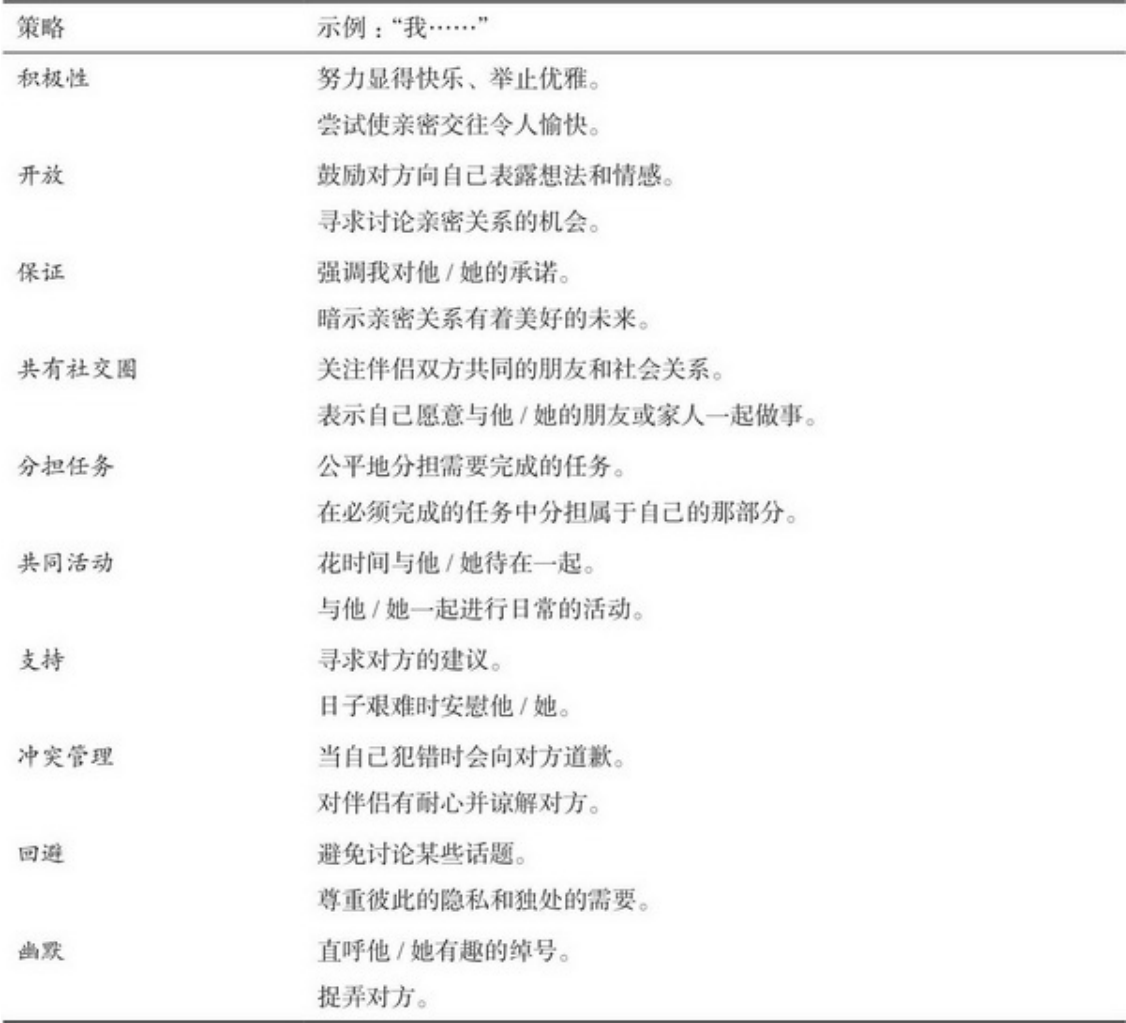 策略 示例：“我……”
积极性 努力显得快乐、举止优雅。
尝试使亲密交往令人愉快。
开放 鼓励对方向自己表露想法和情感。
寻求讨论亲密关系的机会。
保证 强调我对他 / 她的承诺。
暗示亲密关系有着美好的未来。
共有社交圈 关注伴侣双方共同的朋友和社会关系。
表示自己愿意与他 / 她的朋友或家人一起做事。
分担任务 公平地分担需要完成的任务。
在必须完成的任务中分担属于自己的那部分。
共同活动 花时间与他 / 她待在一起。
与他 / 她一起进行日常的活动。
支持 寻求对方的建议。
日子艰难时安慰他 / 她。
冲突管理 当自己犯错时会向对方道歉。
对伴侣有耐心并谅解对方。
回避 避免讨论某些话题。
尊重彼此的隐私和独处的需要。
幽默 直呼他 / 她有趣的绰号。
捉弄对方。